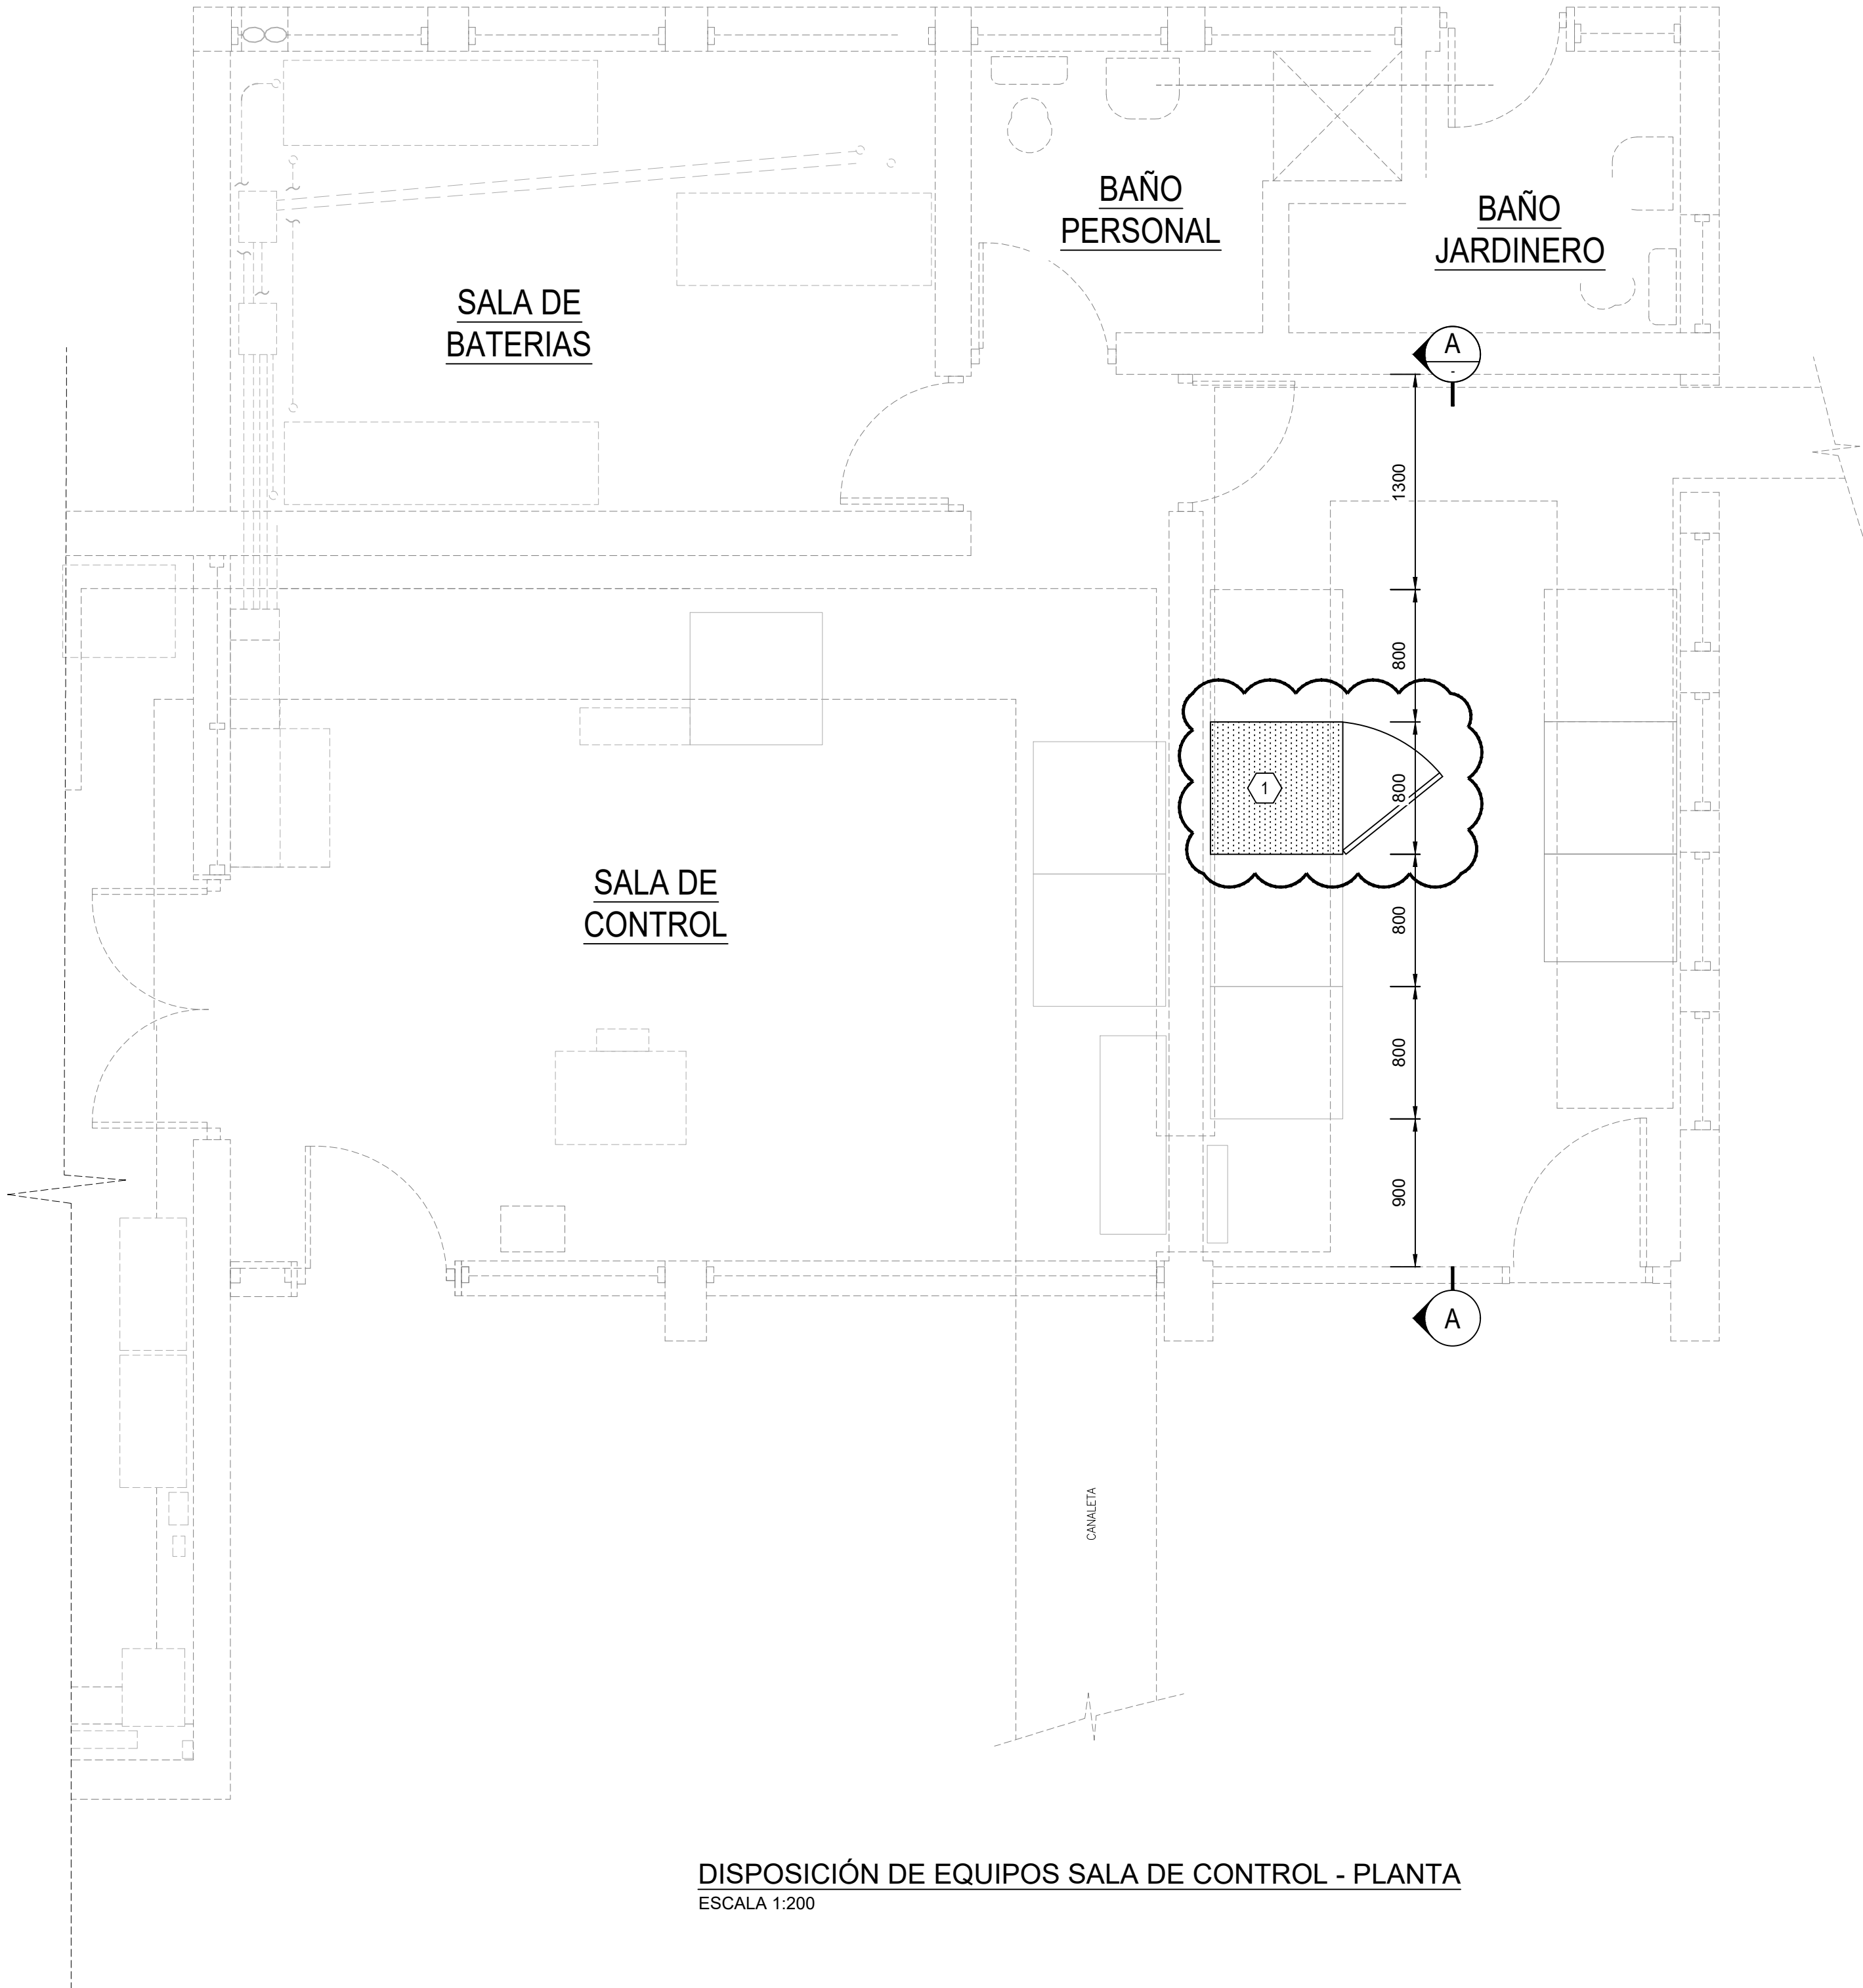 BAÑO
PERSONAL
BAÑO
JARDINERO
SALA DE
BATERIAS
A
-
1300
800
1
800
SALA DE
CONTROL
800
800
900
A
CANALETA
DISPOSICIÓN DE EQUIPOS SALA DE CONTROL - PLANTA
ESCALA 1:200